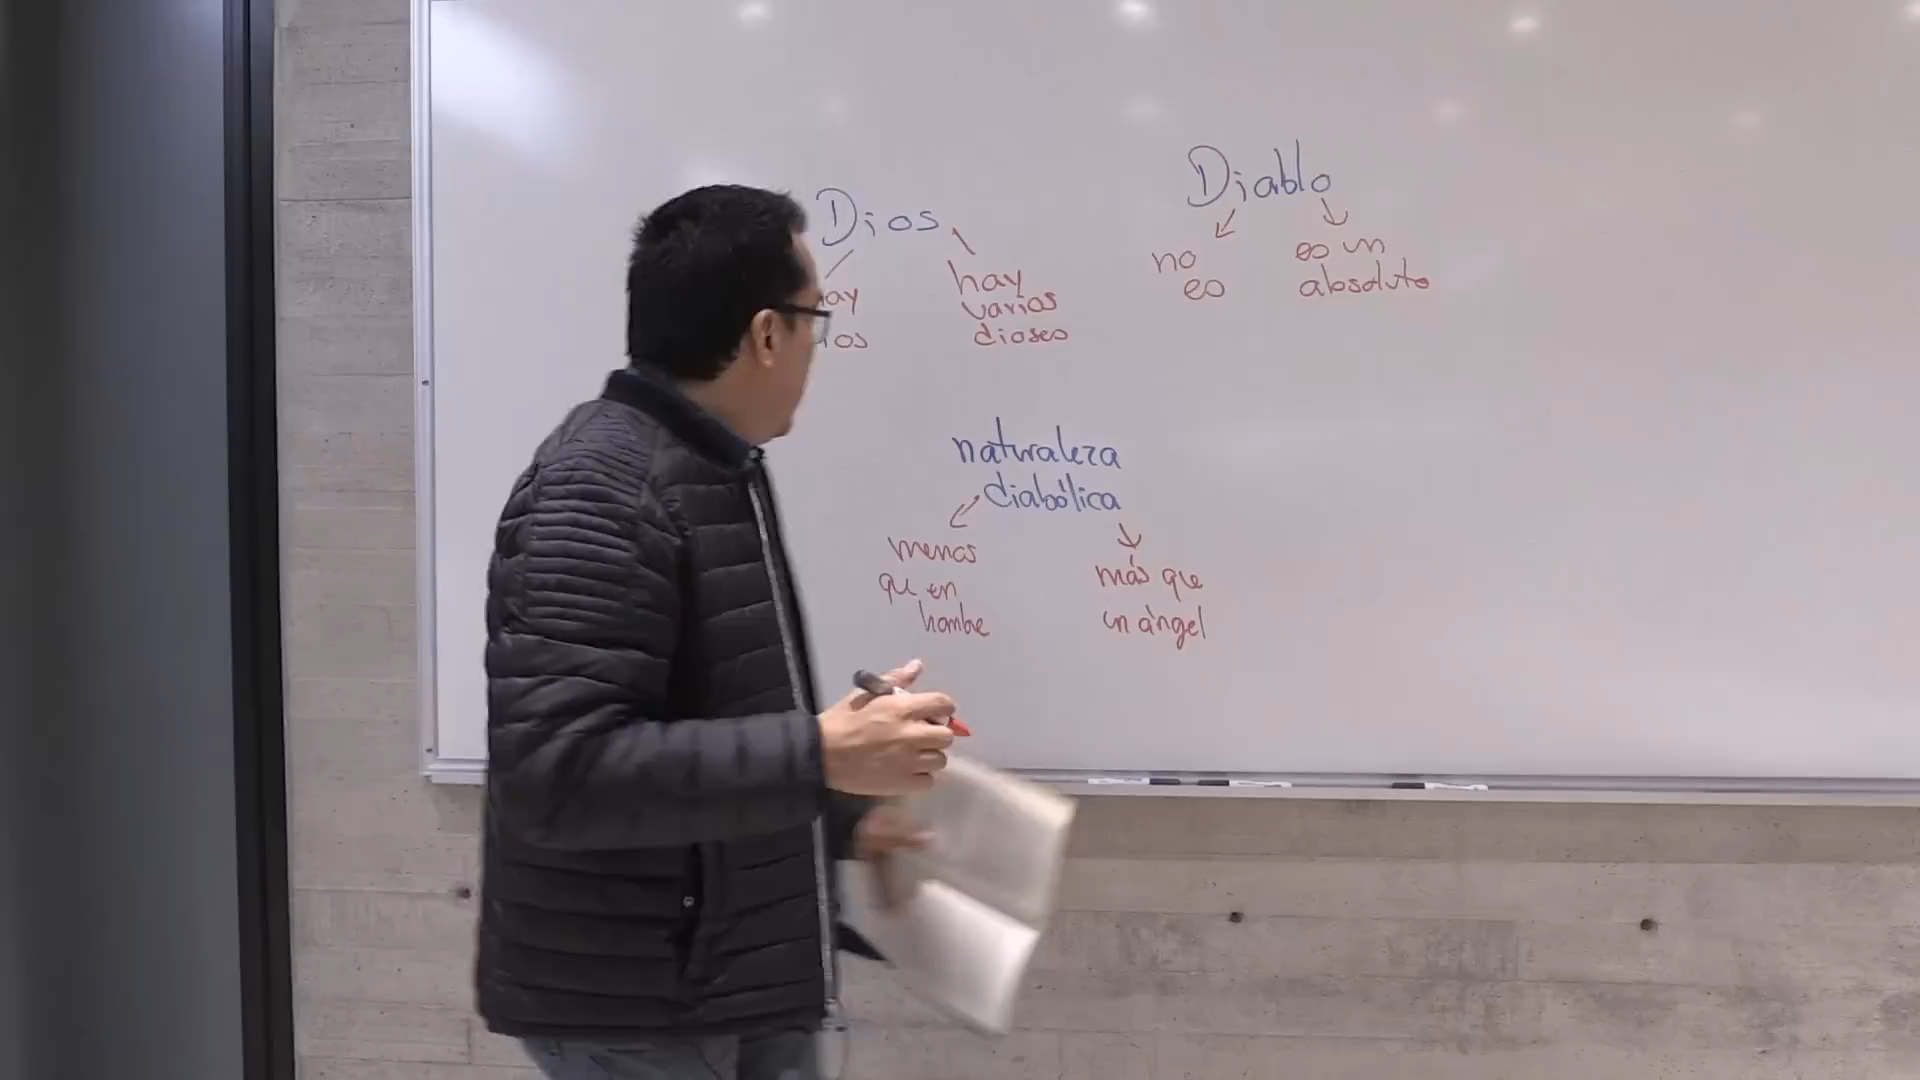 Dios
hay
varios
dioses
Diablo
no
es
es un
absoluto
naturaleza
diabólica
menos
que en
hombre
más que
un ángel